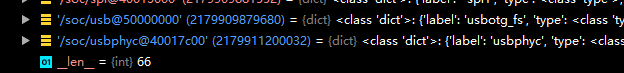 '/soc/usb@50000000' (2179909879680) = {dict} <class 'dict'>: {'label': 'usbotg_fs', 'type': <class 'ty
'/soc/usbphyc@40017c00' (2179911200032) = {dict} <class 'dict'>: {'label': 'usbphyc', 'type': <class
01 __len__ = {int} 66